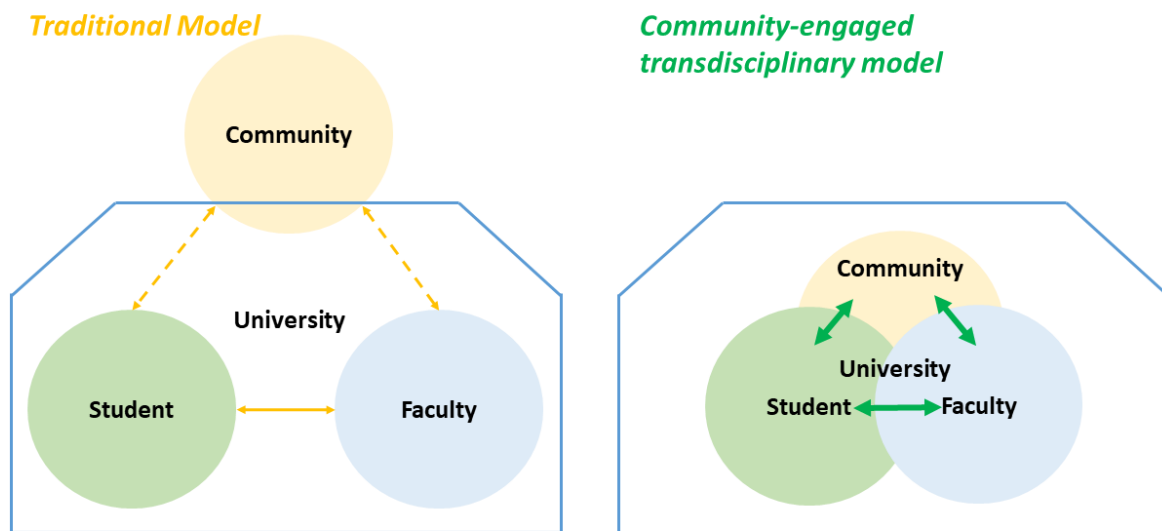 Traditional Model
Community
University
Student
Faculty
Community-engaged
transdisciplinary model
Community
University
Student
Faculty